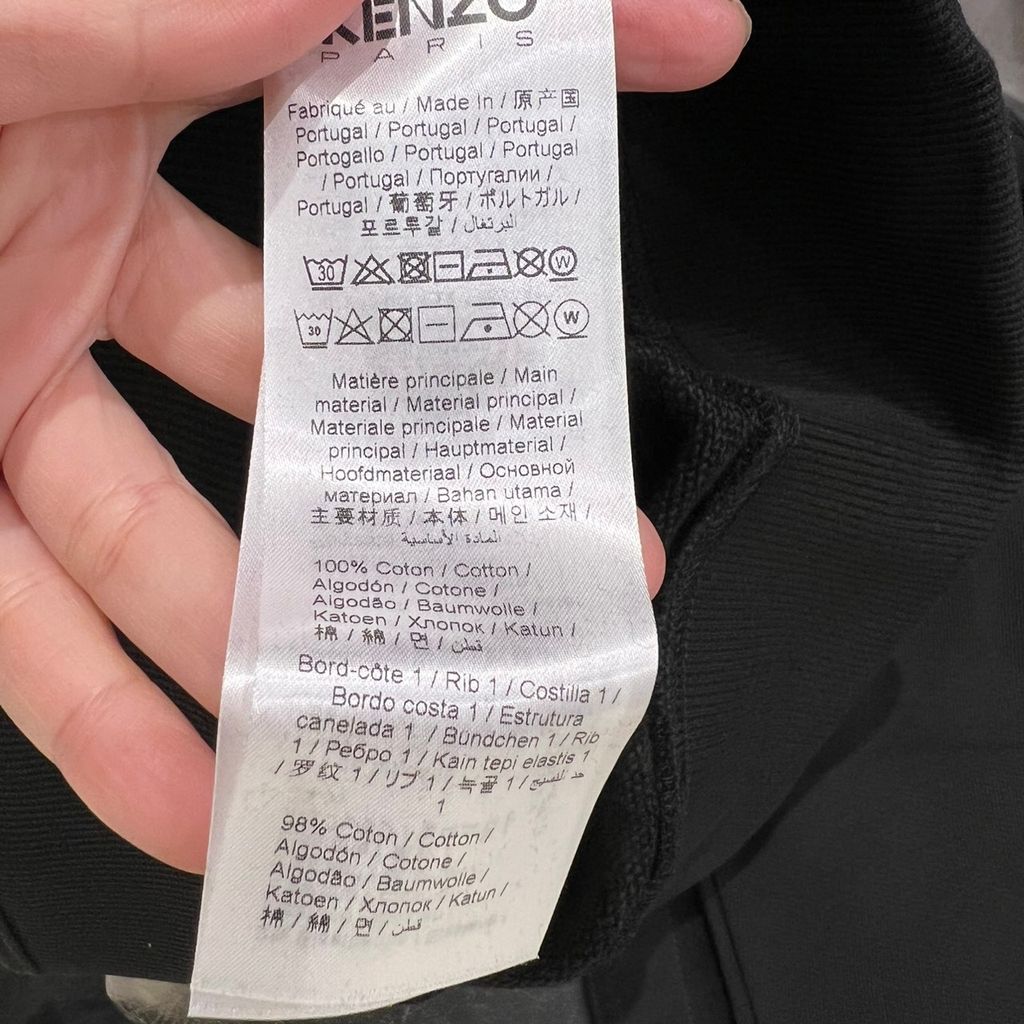 KENZO
PARIS
Fabriqué au / Made In / 原产国
Portugal / Portugal / Portugal /
Portogallo / Portugal / Portugal
/ Portugal / Португалии /
Portugal / 葡萄牙 / ポルトガル /
포르투갈 / البرتغال
30 W
30 W
Matière principale / Main
material / Material principal /
Materiale principale / Material
principal / Hauptmaterial /
Hoofdmateriaal / Основной
материал / Bahan utama /
主要材质 / 本体 / 메인 소재 /
المادة الأساسية
100% Coton / Cotton /
Algodón / Cotone /
Algodão / Baumwolle /
Katoen / Хлопок / Katun /
棉 / 綿 / 면 / قطن
Bord-côte 1 / Rib 1 / Costilla 1 /
Bordo costa 1 / Estrutura
canelada 1 / Bündchen 1 / Rib
1 / Ребро 1 / Kain tepi elastis 1
/ 罗纹 1 / リブ 1 / 녹골 1 /
1
98% Coton / Cotton /
Algodón / Cotone /
Algodão / Baumwolle /
Katoen / Хлопок / Katun /
棉 / 綿 / 면 / قطن